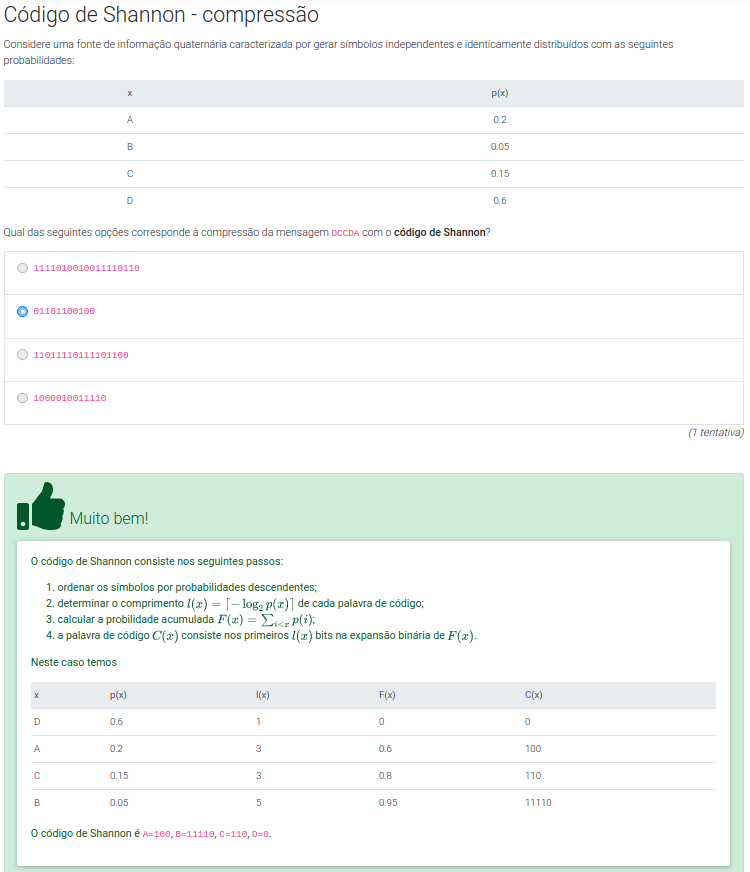 Código de Shannon - compressão
Considere uma fonte de informação quaternária caracterizada por gerar símbolos independentes e identicamente distribuídos com as seguintes
probabilidades:
x p(x)
A 0.2
B 0.05
C 0.15
D 0.6
Qual das seguintes opções corresponde à compressão da mensagem DCCDA com o código de Shannon?
1111010010011110110
01101100100
11011110111101100
1000010011110
(1 tentativa)
Muito bem!
O código de Shannon consiste nos seguintes passos:
1. ordenar os símbolos por probabilidades descendentes;
2. determinar o comprimento l(x) = ⌈− log₂ p(x)⌉ de cada palavra de código;
3. calcular a probilidade acumulada F(x) = ∑_{i<x} p(i);
4. a palavra de código C(x) consiste nos primeiros l(x) bits na expansão binária de F(x).
Neste caso temos
x p(x) l(x) F(x) C(x)
D 0.6 1 0 0
A 0.2 3 0.6 100
C 0.15 3 0.8 110
B 0.05 5 0.95 11110
O código de Shannon é A=100, B=11110, C=110, D=0.